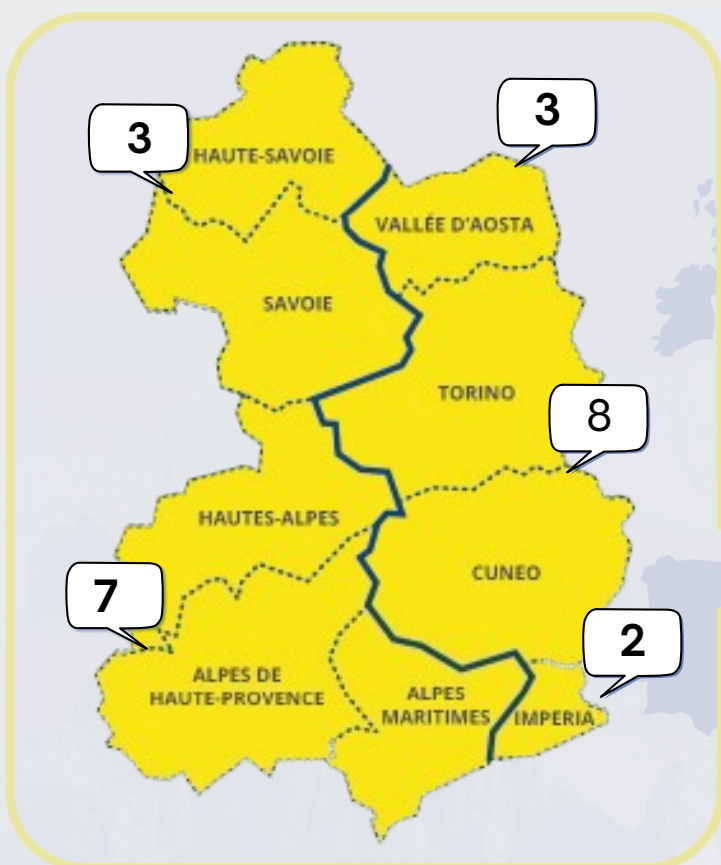 3
3
HAUTE-SAVOIE
VALLÉE D'AOSTA
SAVOIE
TORINO
8
HAUTES-ALPES
CUNEO
7
2
ALPES DE
HAUTE-PROVENCE
ALPES
MARITIMES
IMPERIA